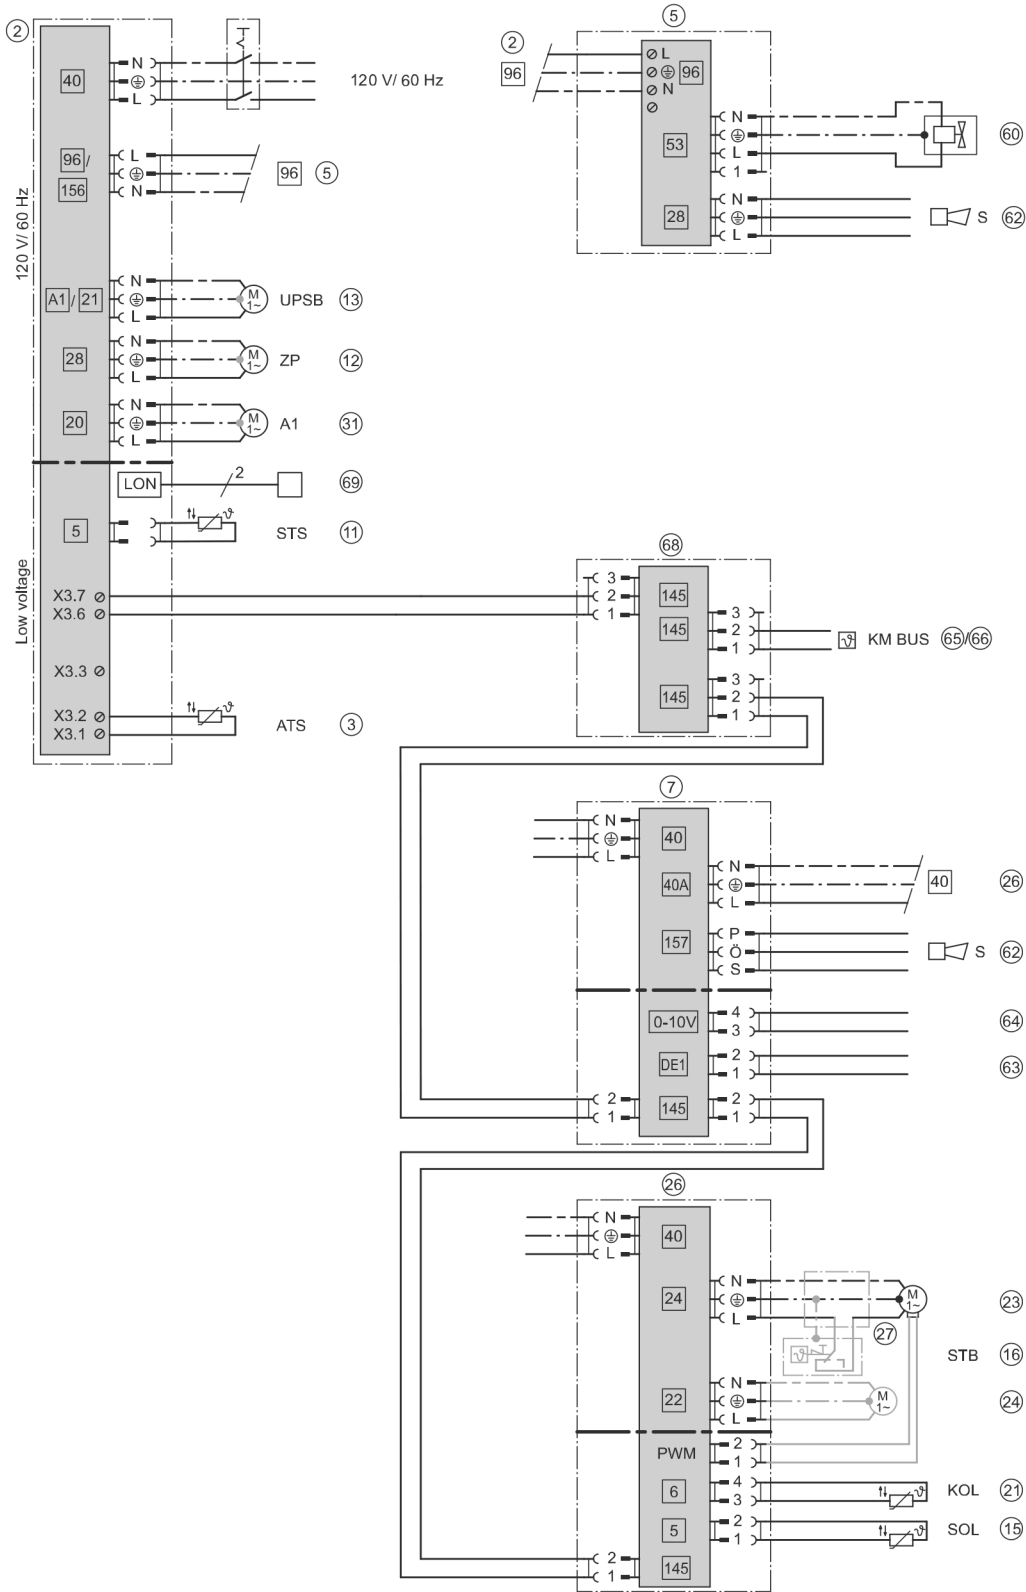 2
120 V/ 60 Hz
40
N
L
120 V/ 60 Hz
96 /
156
L
N
96 5
A1 / 21
N
L
M
1~
UPSB 13
28
N
L
M
1~
ZP 12
20
N
L
M
1~
A1 31
Low voltage
LON
2
69
5
ϑ
STS 11
X3.7
X3.6
X3.3
X3.2
X3.1
ϑ
ATS 3
5
2
96
L
N
96
53
N
L
1
60
28
N
L
S 62
68
3
2
1
145
145
145
3
2
1
ϑ KM BUS 65/66
3
2
1
7
N
L
40
40A
N
L
40 26
157
P
Ö
S
S 62
0-10V
4
3
64
DE1
2
1
63
2
1
145
2
1
26
N
L
40
24
N
L
M
1~
23
27
ϑ
STB 16
22
N
L
M
1~
24
PWM
2
1
6
4
3
ϑ
KOL 21
5
2
1
ϑ
SOL 15
2
1
145